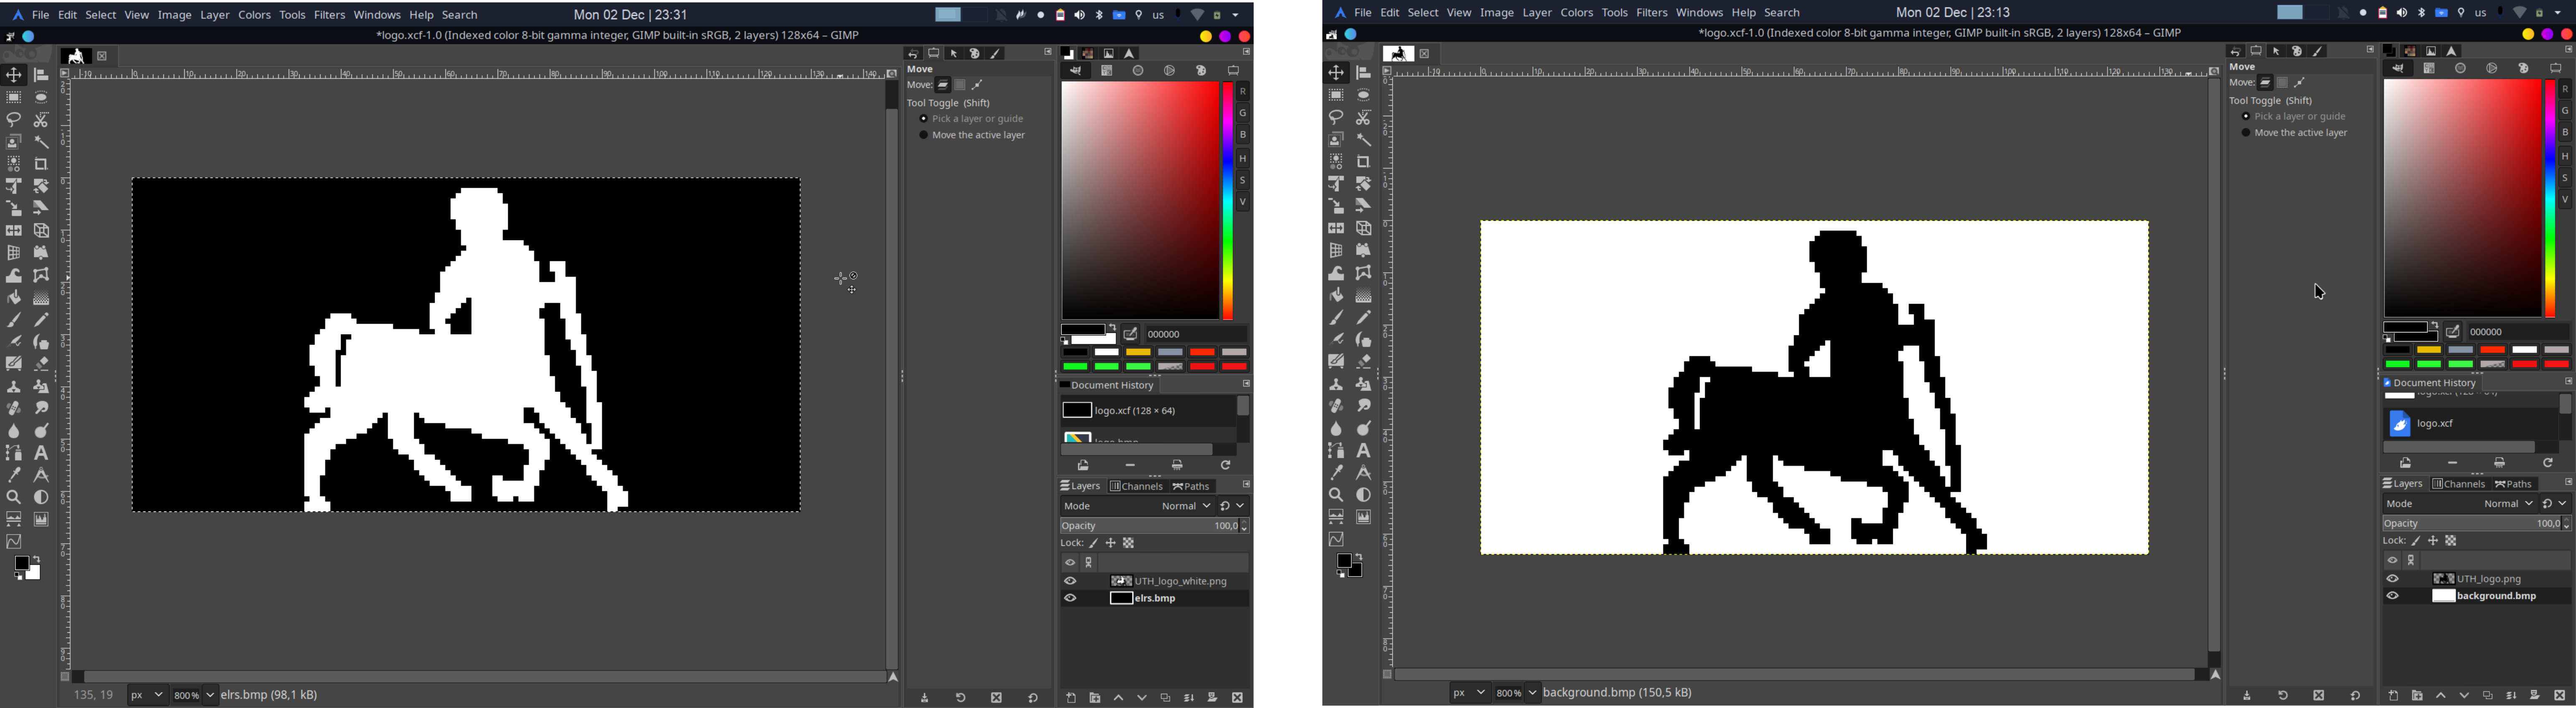 File Edit Select View Image Layer Colors Tools Filters Windows Help Search
Mon 02 Dec | 23:31
us
*logo.xcf-1.0 (Indexed color 8-bit gamma integer, GIMP built-in sRGB, 2 layers) 128x64 – GIMP
Move
Move:
Tool Toggle (Shift)
Pick a layer or guide
Move the active layer
R
G
B
H
S
V
000000
Document History
logo.xcf (128 × 64)
logo.bmp
Layers Channels Paths
Mode Normal
Opacity 100,0
Lock:
UTH_logo_white.png
elrs.bmp
135, 19 px 800% elrs.bmp (98,1 kB)
File Edit Select View Image Layer Colors Tools Filters Windows Help Search
Mon 02 Dec | 23:13
us
*logo.xcf-1.0 (Indexed color 8-bit gamma integer, GIMP built-in sRGB, 2 layers) 128x64 – GIMP
Move
Move:
Tool Toggle (Shift)
Pick a layer or guide
Move the active layer
R
G
B
H
S
V
000000
Document History
logo.xcf
Layers Channels Paths
Mode Normal
Opacity 100,0
Lock:
UTH_logo.png
background.bmp
px 800% background.bmp (150,5 kB)